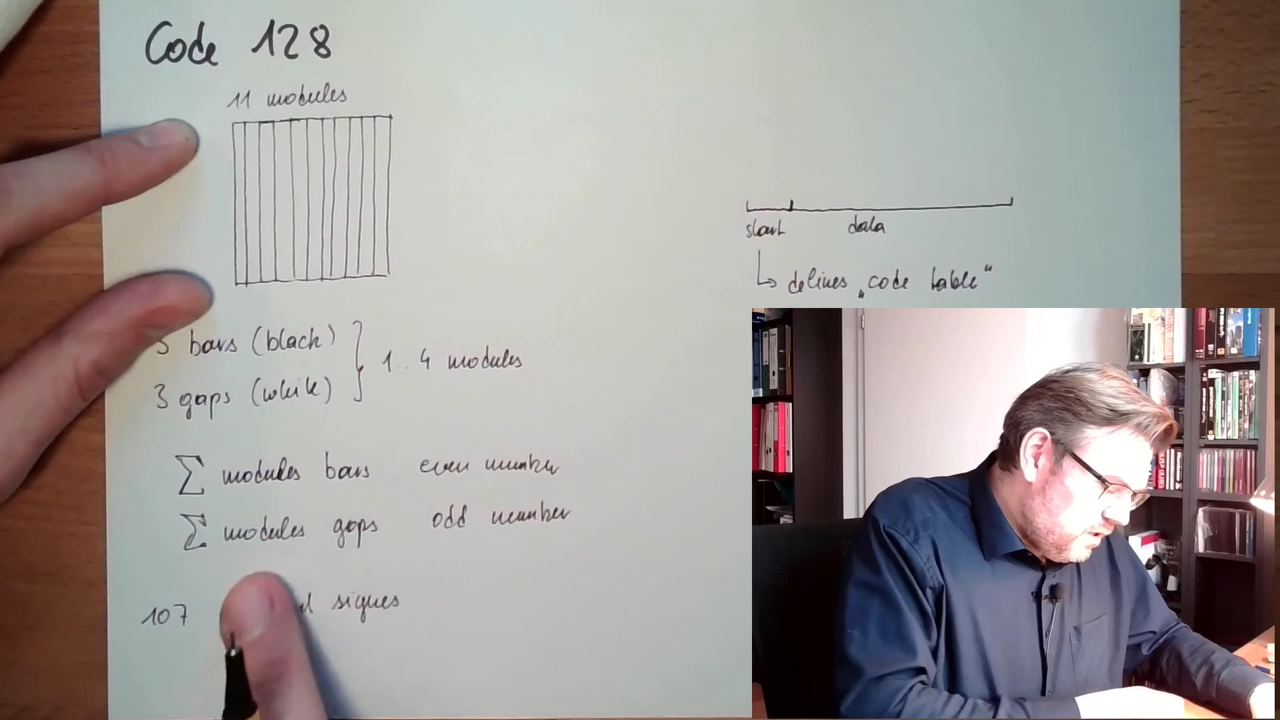 Code 128
11 modules
3 bars (black)
3 gaps (white)
1..4 modules
∑ modules bars even number
∑ modules gaps odd number
107 signes
start data
↳ defines „code table“